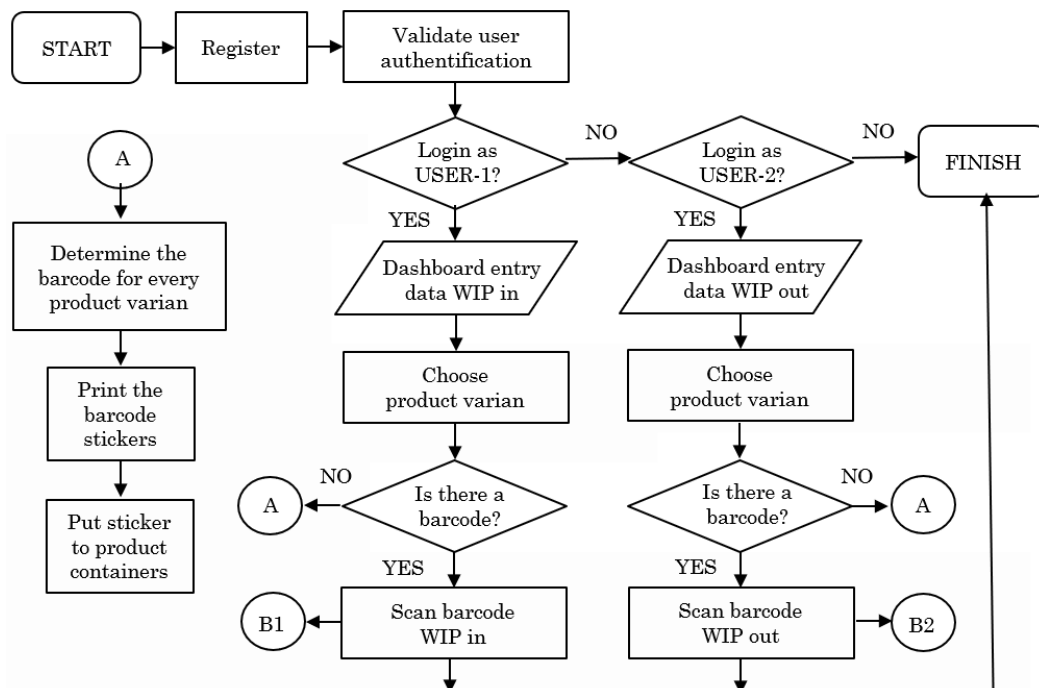 START
Register
Validate user
authentification
NO
NO
Login as
USER-1?
Login as
USER-2?
FINISH
A
YES
YES
Determine the
barcode for every
product varian
Dashboard entry
data WIP in
Dashboard entry
data WIP out
Print the
barcode
stickers
Choose
product varian
Choose
product varian
NO
NO
A
Is there a
barcode?
Is there a
barcode?
A
Put sticker
to product
containers
YES
YES
B1
Scan barcode
WIP in
Scan barcode
WIP out
B2